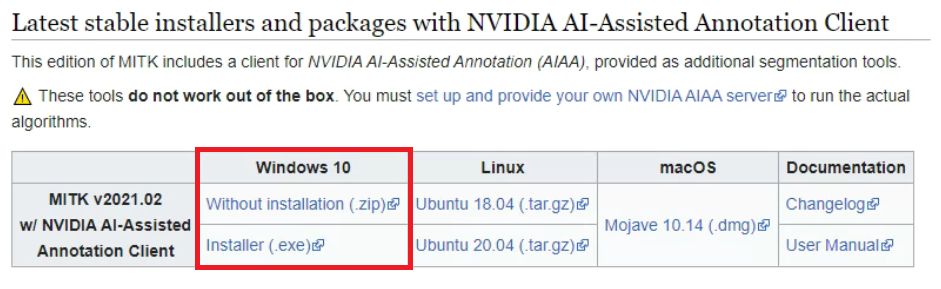 Latest stable installers and packages with NVIDIA AI-Assisted Annotation Client
This edition of MITK includes a client for NVIDIA AI-Assisted Annotation (AIAA), provided as additional segmentation tools.
These tools do not work out of the box. You must set up and provide your own NVIDIA AIAA server to run the actual
algorithms.
Windows 10 Linux macOS Documentation
MITK v2021.02
w/ NVIDIA AI-Assisted
Annotation Client
Without installation (.zip) Ubuntu 18.04 (.tar.gz) Mojave 10.14 (.dmg) Changelog
Installer (.exe) Ubuntu 20.04 (.tar.gz) User Manual